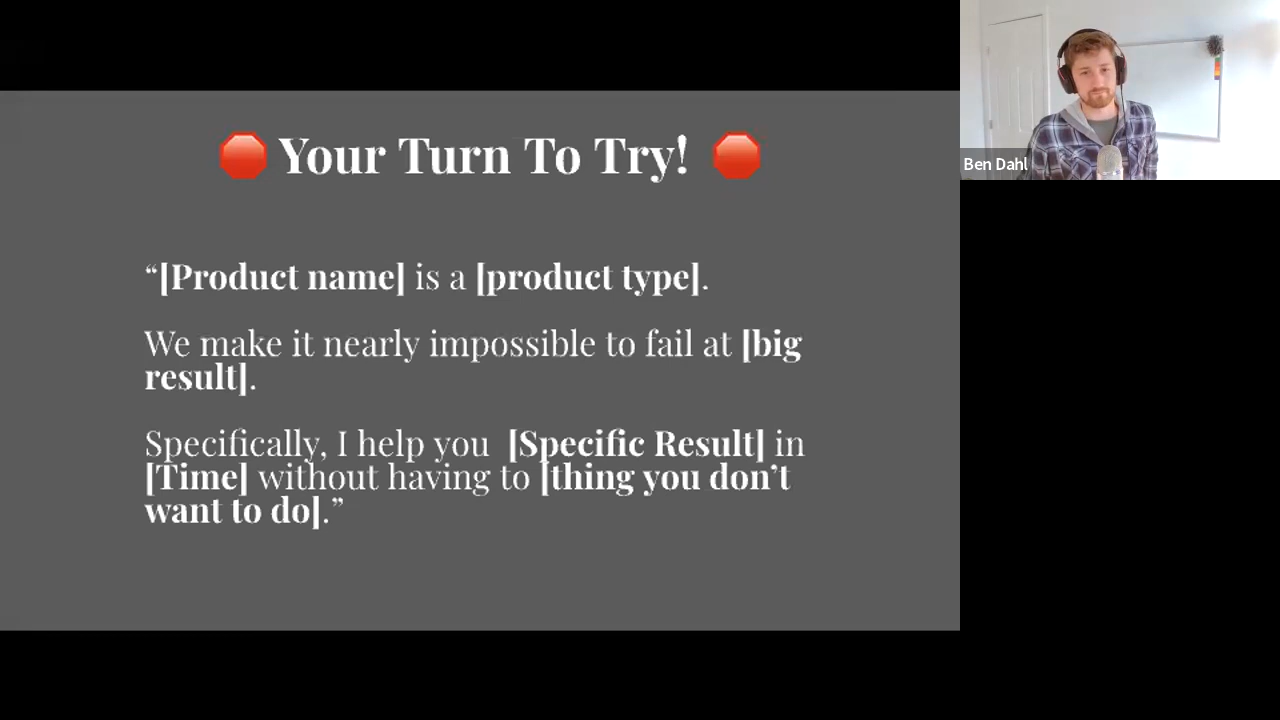 🛑 Your Turn To Try! 🛑
“[Product name] is a [product type].
We make it nearly impossible to fail at [big
result].
Specifically, I help you [Specific Result] in
[Time] without having to [thing you don’t
want to do].”
Ben Dahl